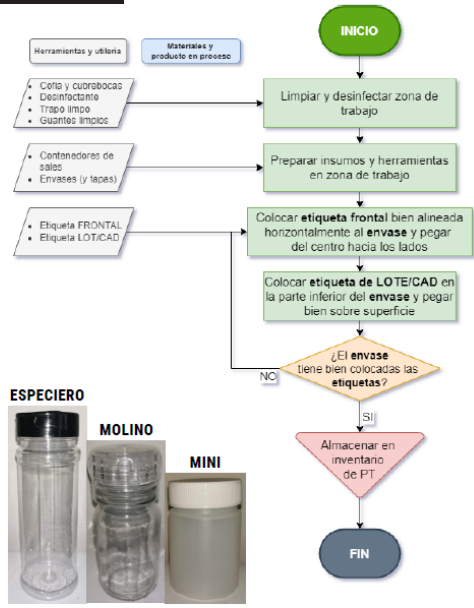 INICIO
Herramientas y utilería
Materiales y
producto en proceso
• Cofia y cubrebocas
• Desinfectante
• Trapo limpo
• Guantes limpios
Limpiar y desinfectar zona de
trabajo
• Contenedores de
sales
• Envases (y tapas)
Preparar insumos y herramientas
en zona de trabajo
• Etiqueta FRONTAL
• Etiqueta LOT/CAD
Colocar etiqueta frontal bien alineada
horizontalmente al envase y pegar
del centro hacia los lados
Colocar etiqueta de LOTE/CAD en
la parte inferior del envase y pegar
bien sobre superficie
¿El envase
tiene bien colocadas las
etiquetas?
NO
SI
Almacenar en
inventario
de PT
FIN
ESPECIERO
MOLINO
MINI